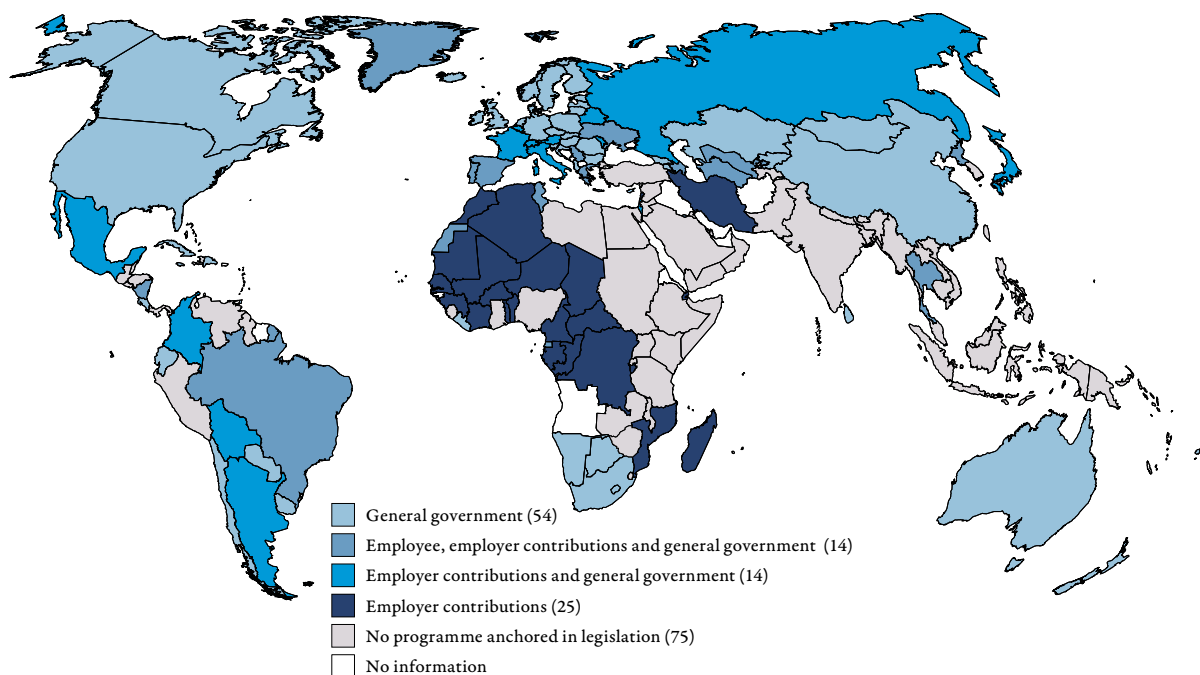 General government (54)
Employee, employer contributions and general government (14)
Employer contributions and general government (14)
Employer contributions (25)
No programme anchored in legislation (75)
No information